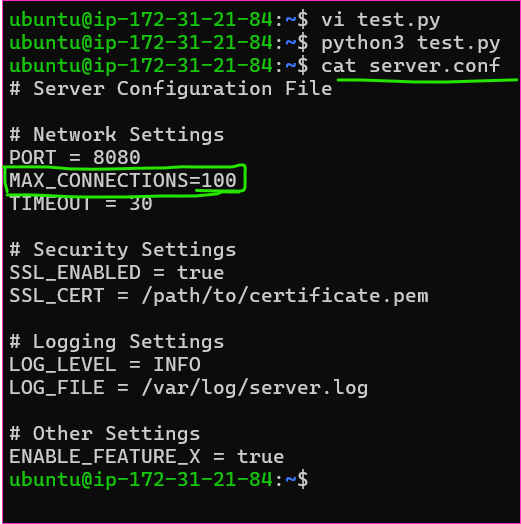 ubuntu@ip-172-31-21-84:~$ vi test.py
ubuntu@ip-172-31-21-84:~$ python3 test.py
ubuntu@ip-172-31-21-84:~$ cat server.conf
# Server Configuration File

# Network Settings
PORT = 8080
MAX_CONNECTIONS=100
TIMEOUT = 30

# Security Settings
SSL_ENABLED = true
SSL_CERT = /path/to/certificate.pem

# Logging Settings
LOG_LEVEL = INFO
LOG_FILE = /var/log/server.log

# Other Settings
ENABLE_FEATURE_X = true
ubuntu@ip-172-31-21-84:~$